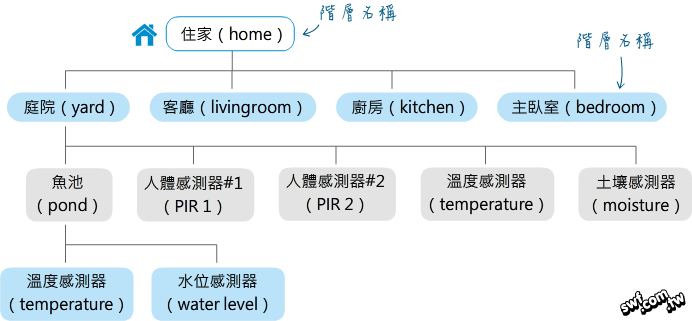 階層名稱
住家（home）
階層名稱
庭院（yard）
客廳（livingroom）
廚房（kitchen）
主臥室（bedroom）
魚池
（pond）
人體感測器#1
（PIR 1）
人體感測器#2
（PIR 2）
溫度感測器
（temperature）
土壤感測器
（moisture）
溫度感測器
（temperature）
水位感測器
（water level）
swf.com.tw